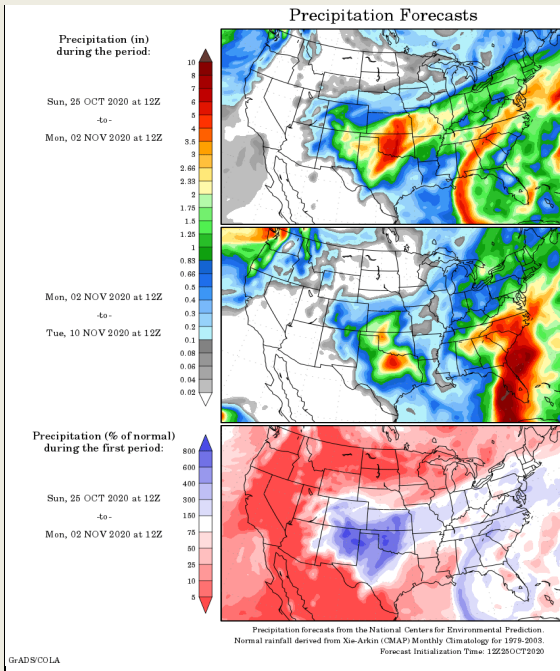 Precipitation Forecasts
Precipitation (in)
during the period:
Sun, 25 OCT 2020 at 12Z
-to-
Mon, 02 NOV 2020 at 12Z
10
8
7
6
5
4
3.5
3
2.66
2.33
2
1.75
1.5
1.25
1
0.83
0.66
0.5
0.4
0.3
0.2
0.1
0.08
0.06
0.04
0.02
Mon, 02 NOV 2020 at 12Z
-to-
Tue, 10 NOV 2020 at 12Z
Precipitation (% of normal)
during the first period:
Sun, 25 OCT 2020 at 12Z
-to-
Mon, 02 NOV 2020 at 12Z
800
600
400
300
150
75
50
25
10
5
Precipitation forecasts from the National Centers for Environmental Prediction.
Normal rainfall derived from Xie-Arkin (CMAP) Monthly Climatology for 1979-2003.
Forecast Initialization Time: 12Z25OCT2020
GrADS/COLA